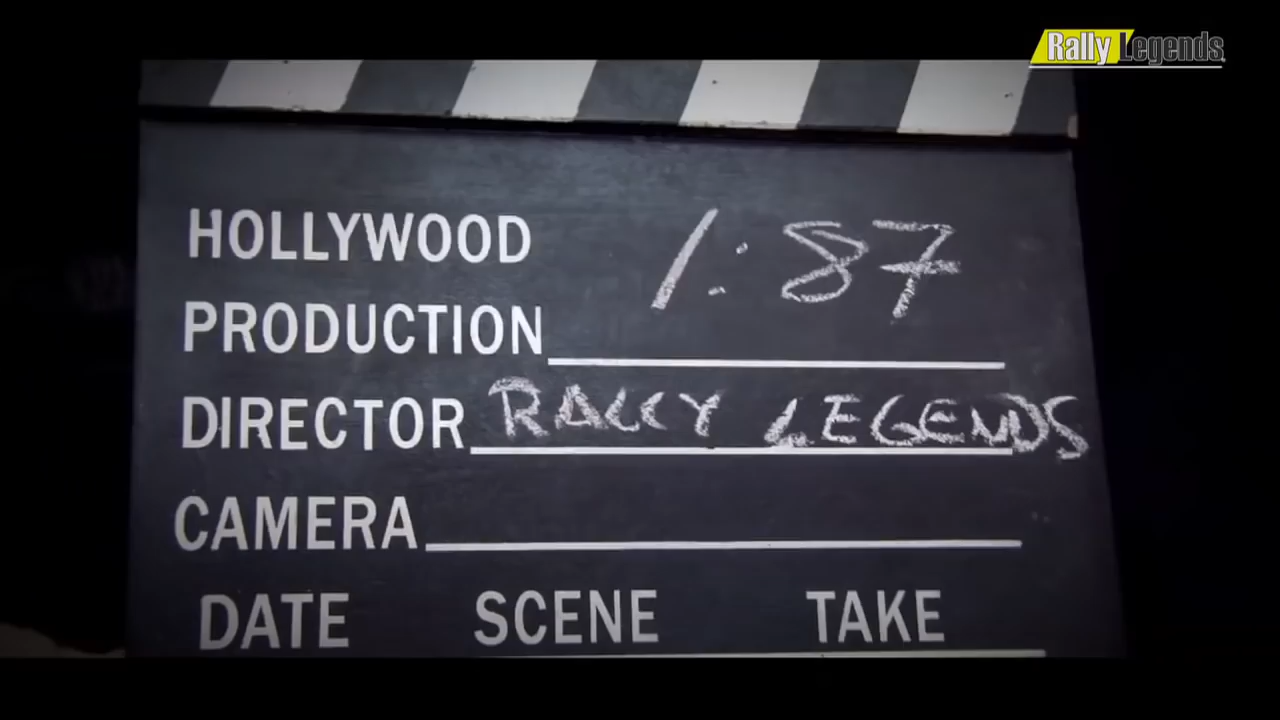 Rally Legends
HOLLYWOOD 1:87
PRODUCTION
DIRECTOR RALLY LEGENDS
CAMERA
DATE SCENE TAKE